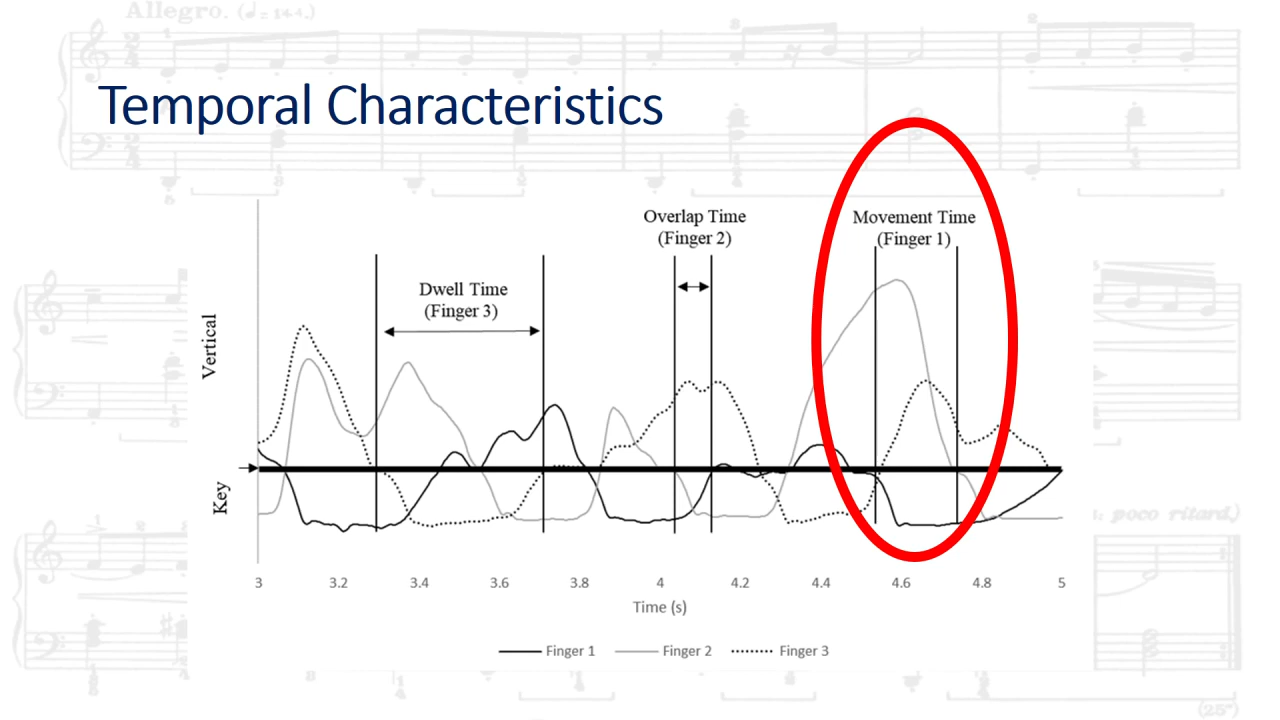 Allegro. (♩=144.)
Temporal Characteristics
Overlap Time
(Finger 2)
Movement Time
(Finger 1)
Dwell Time
(Finger 3)
Vertical
Key
3 3.2 3.4 3.6 3.8 4 4.2 4.4 4.6 4.8 5
Time (s)
Finger 1 Finger 2 Finger 3
poco ritard.)
(25")